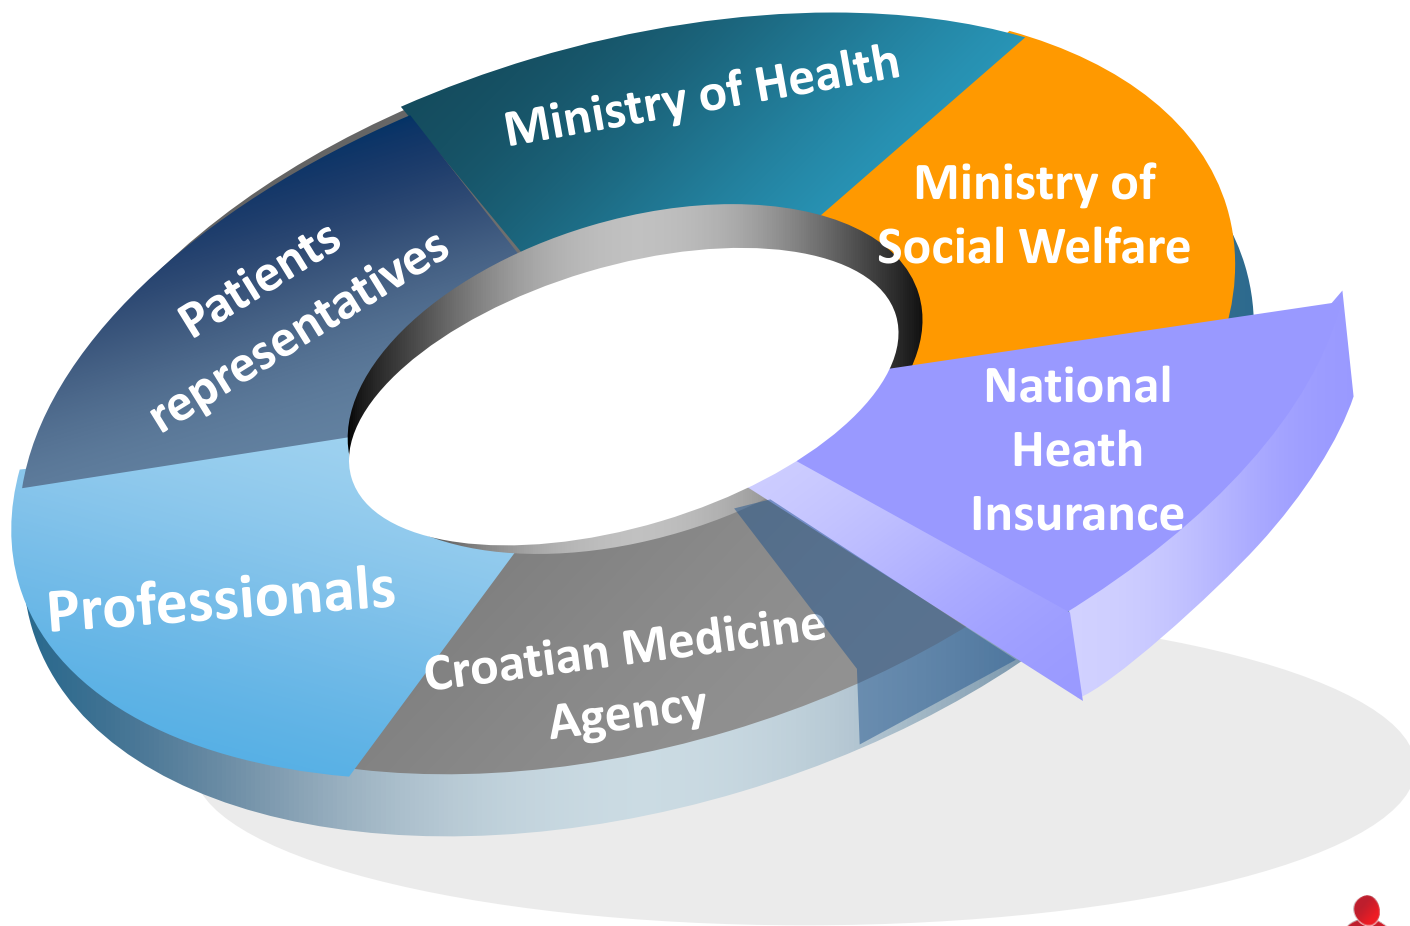 Ministry of Health
Ministry of
Social Welfare
National
Heath
Insurance
Croatian Medicine
Agency
Professionals
Patients
representatives